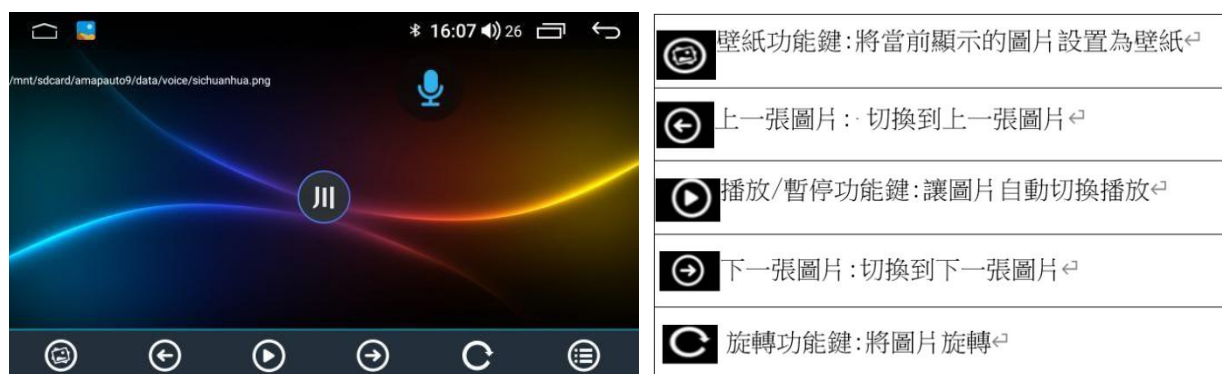 16:07
26
/mnt/sdcard/amapauto9/data/voice/sichuanhua.png
壁紙功能鍵:將當前顯示的圖片設置為壁紙
上一張圖片: 切換到上一張圖片
播放/暫停功能鍵:讓圖片自動切換播放
下一張圖片:切換到下一張圖片
旋轉功能鍵:將圖片旋轉